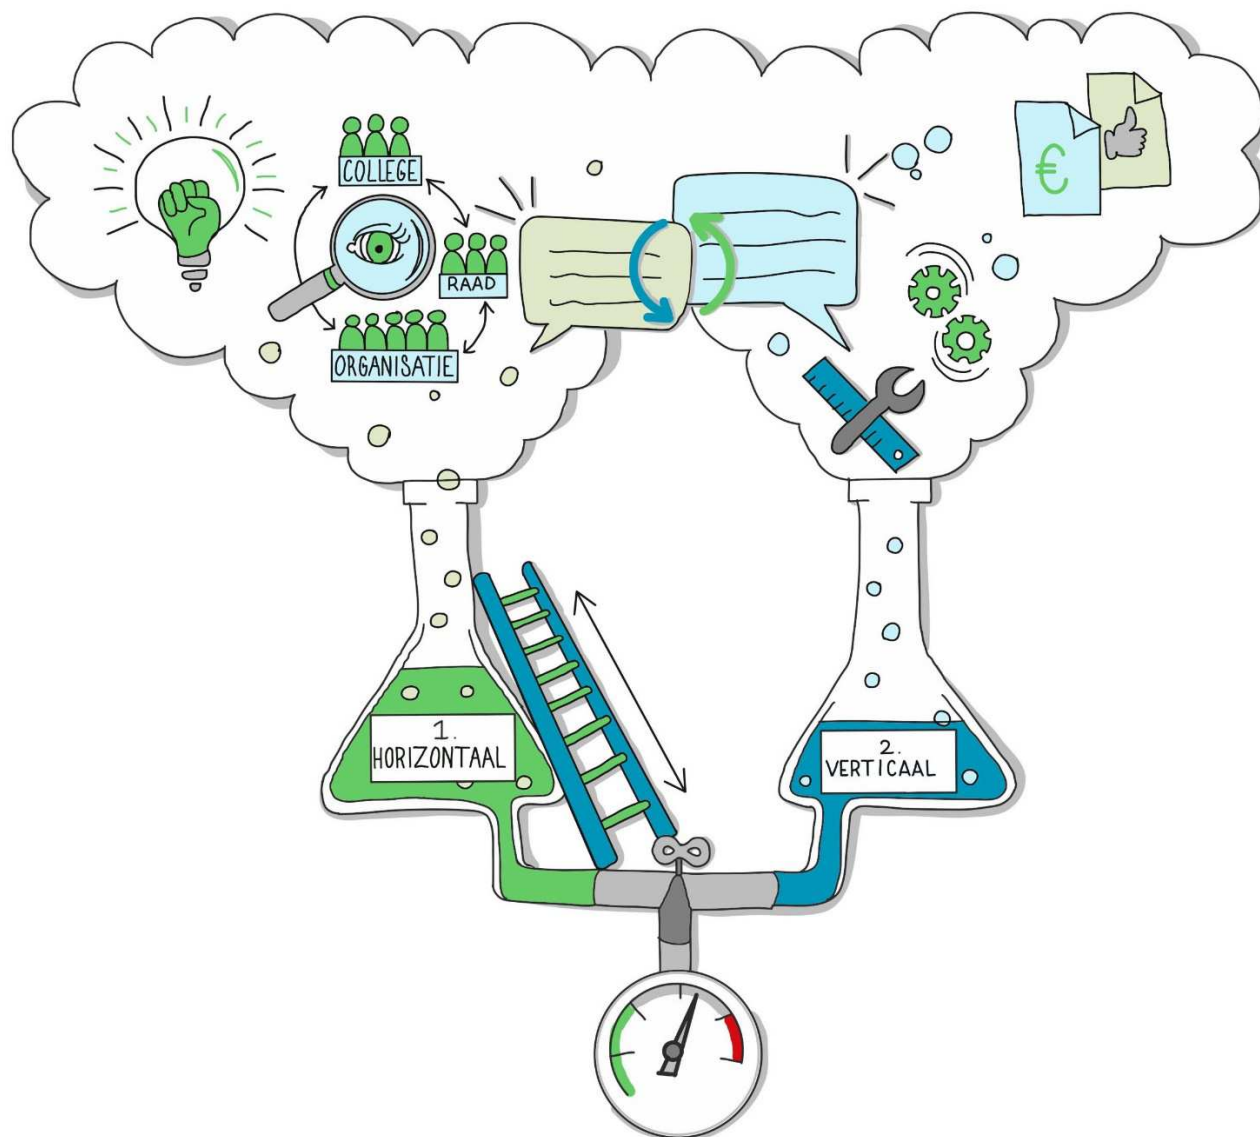 COLLEGE
RAAD
ORGANISATIE
€
1.
HORIZONTAAL
2.
VERTICAAL